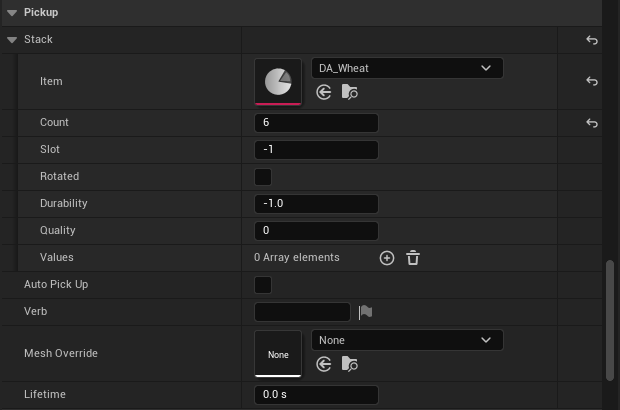 Pickup
Stack
Item
DA_Wheat
Count
6
Slot
-1
Rotated
Durability
-1.0
Quality
0
Values
0 Array elements
Auto Pick Up
Verb
Mesh Override
None
None
Lifetime
0.0 s